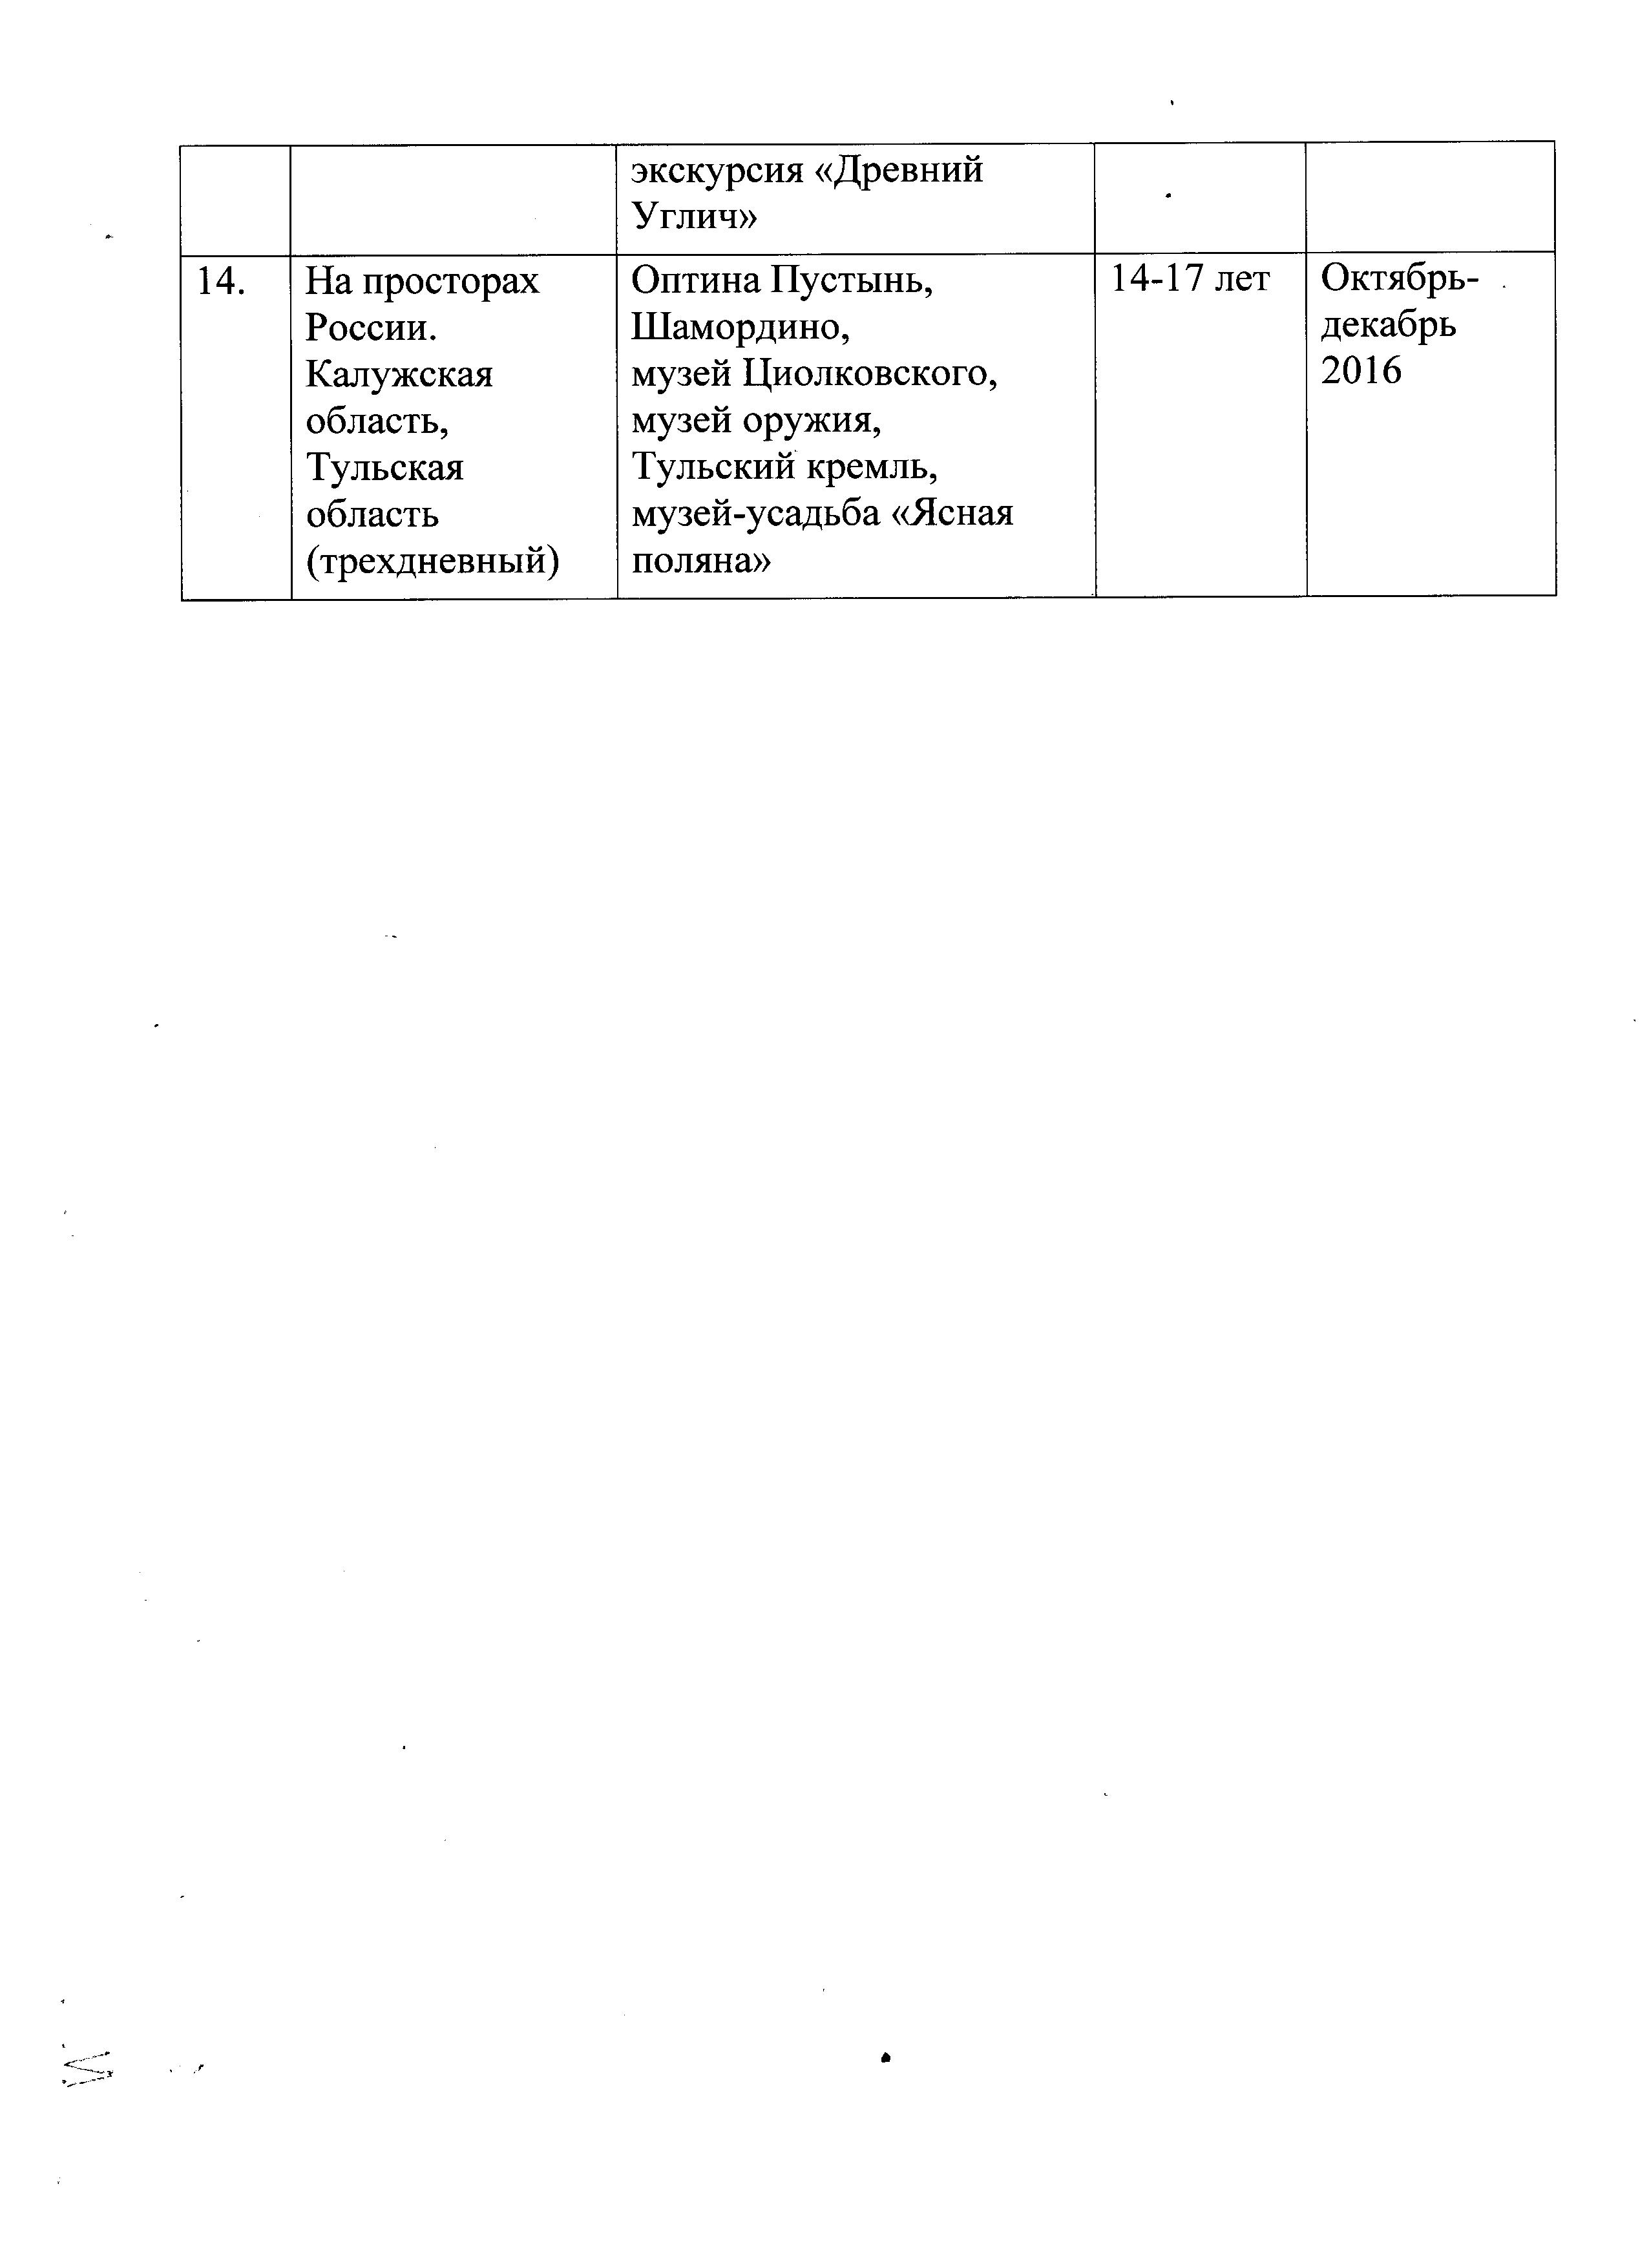 экскурсия «Древний
Углич»
14.
На просторах
России.
Калужская
область,
Тульская
область
(трехдневный)
Оптина Пустынь,
Шамордино,
музей Циолковского,
музей оружия,
Тульский кремль,
музей-усадьба «Ясная
поляна»
14-17 лет
Октябрь-
декабрь
2016